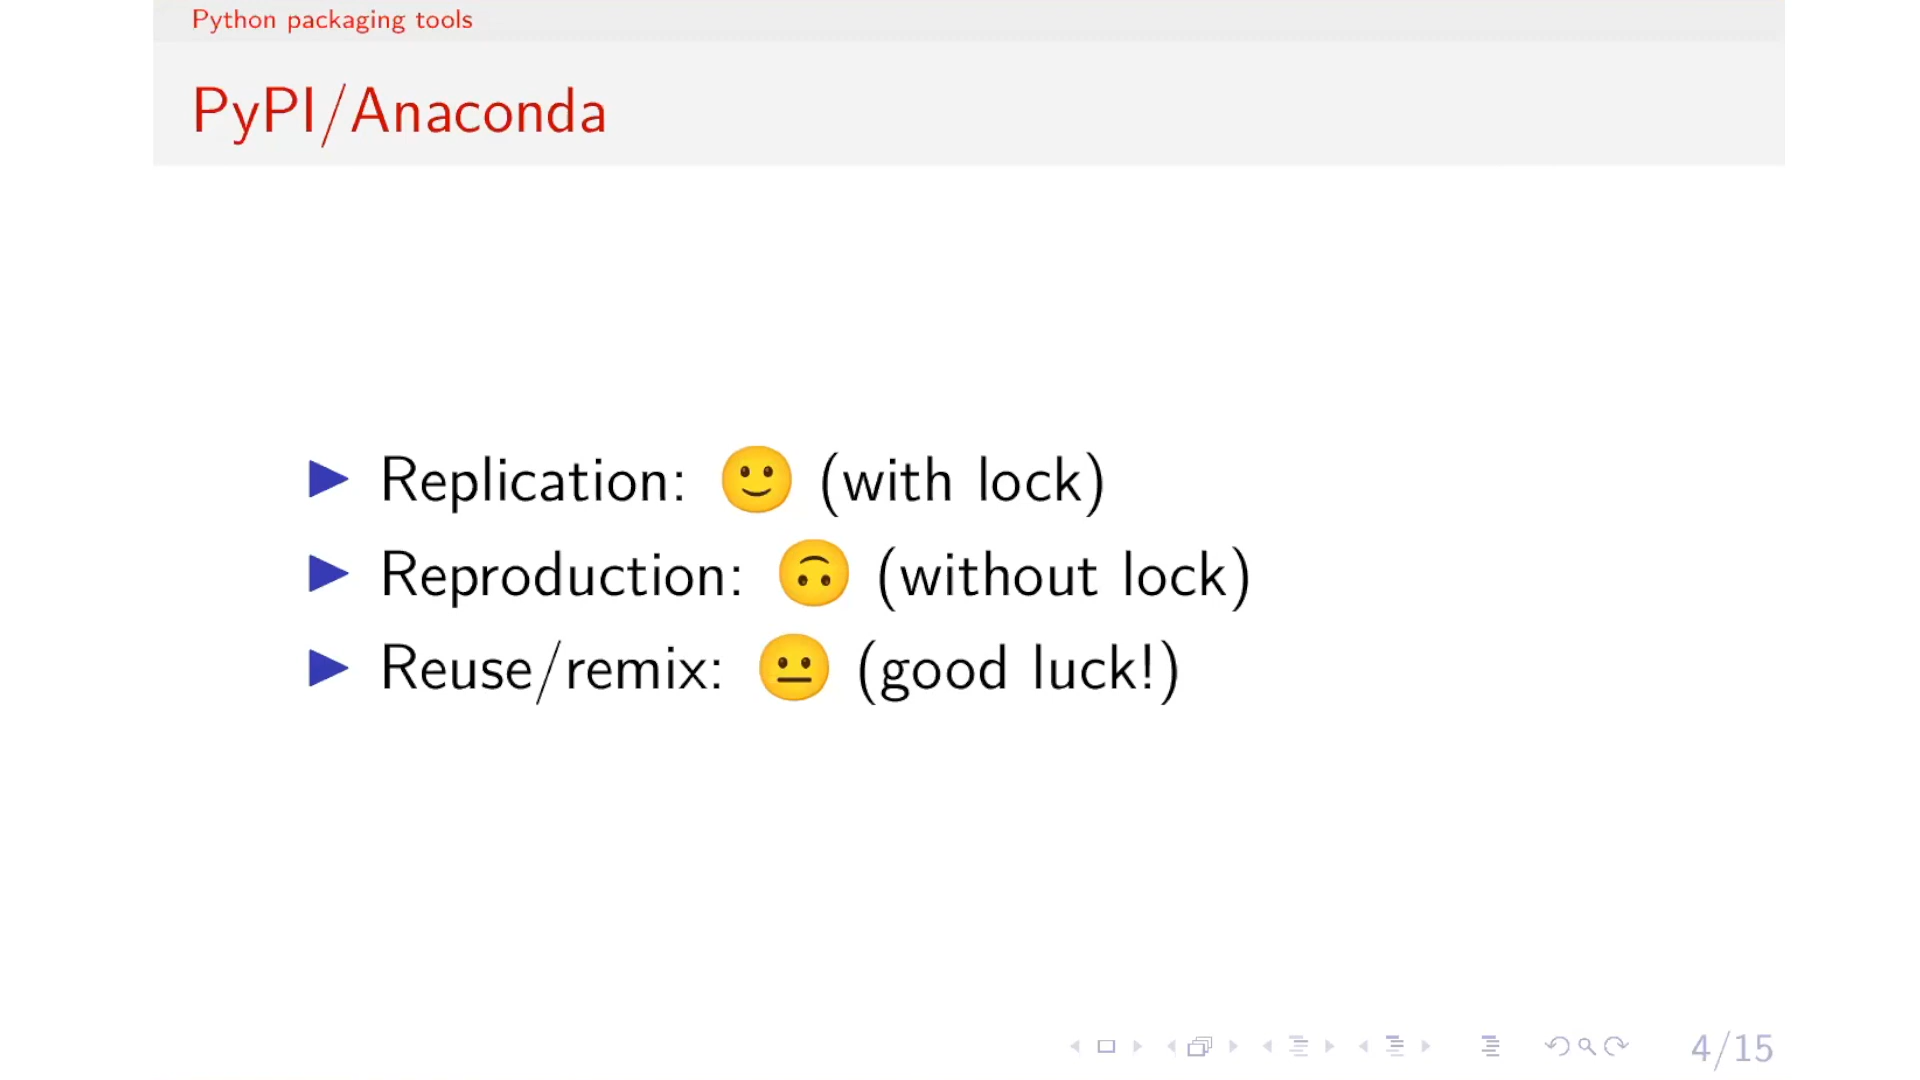 Python packaging tools
PyPI/Anaconda
Replication: 🙂 (with lock)
Reproduction: 🙃 (without lock)
Reuse/remix: 😐 (good luck!)
4/15